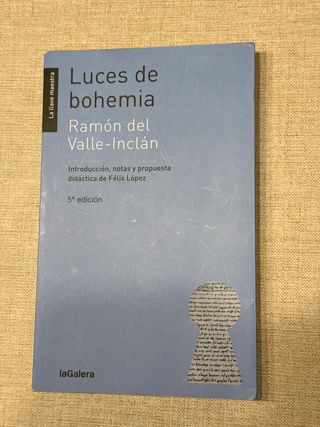 La llave maestra
Luces de
bohemia
Ramón del
Valle-Inclán
Introducción, notas y propuesta
didáctica de Félix López
5ª edición
laGalera